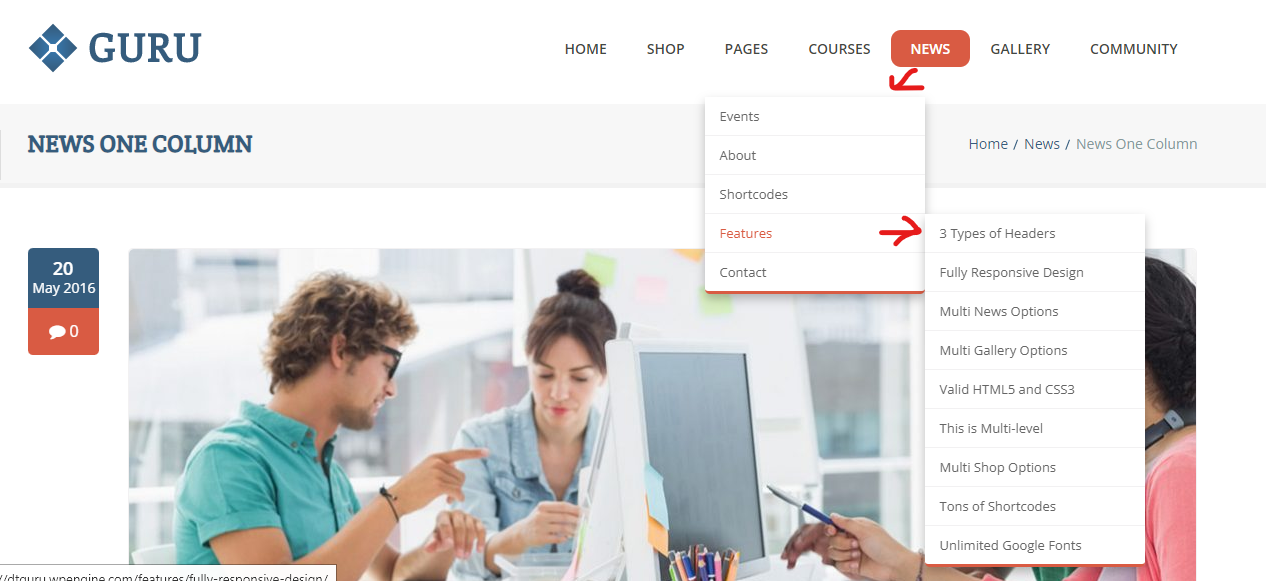 GURU
HOME SHOP PAGES COURSES NEWS GALLERY COMMUNITY
NEWS ONE COLUMN
Home / News / News One Column
Events
About
Shortcodes
Features
Contact
3 Types of Headers
Fully Responsive Design
Multi News Options
Multi Gallery Options
Valid HTML5 and CSS3
This is Multi-level
Multi Shop Options
Tons of Shortcodes
Unlimited Google Fonts
20
May 2016
0
//dtguru.wpengine.com/features/fully-responsive-design/